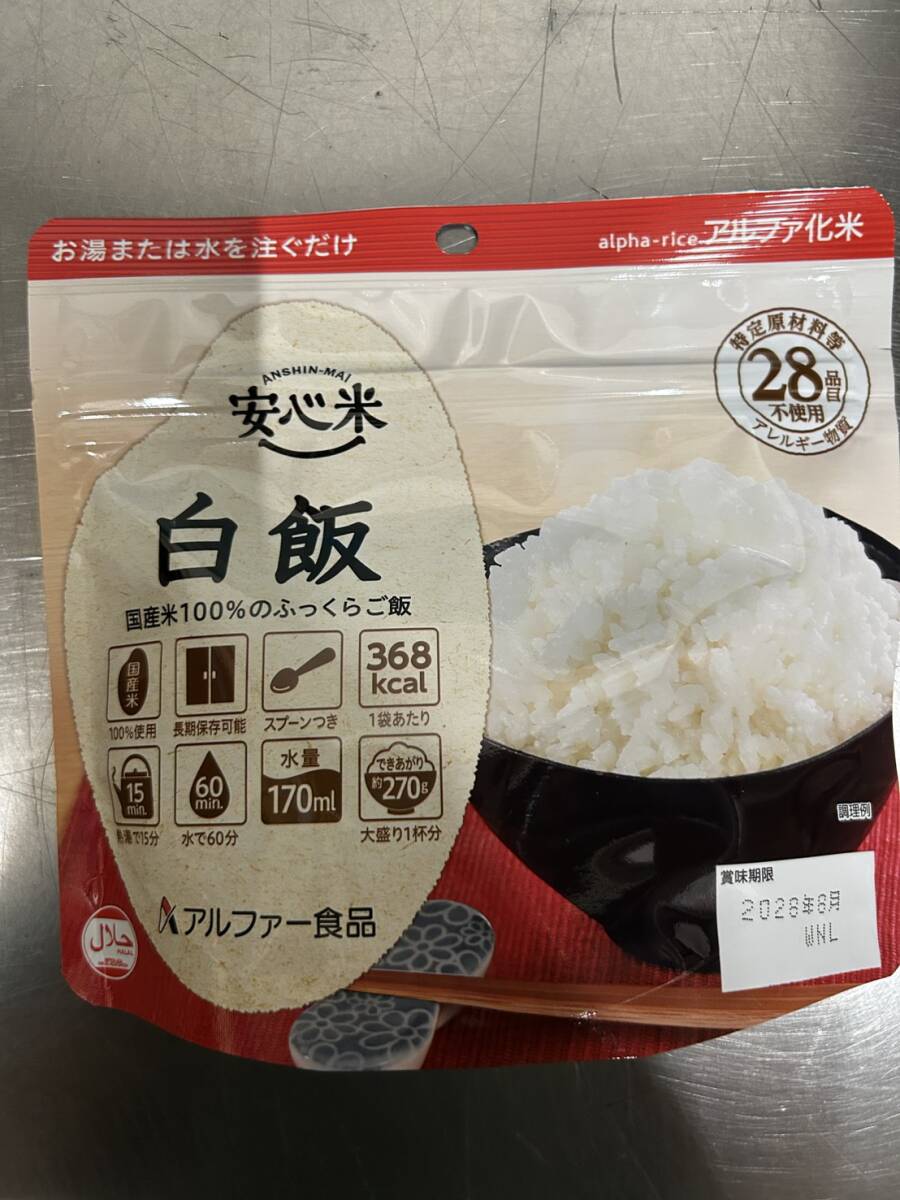 お湯または水を注ぐだけ
alpha-rice アルファ化米
特定原材料等
28品目
不使用
アレルギー物質
ANSHIN-MAI
安心米
白飯
国産米100%のふっくらご飯
国産米
100%使用
長期保存可能
スプーンつき
368
kcal
1袋あたり
15
min.
熱湯で15分
60
min.
水で60分
水量
170ml
できあがり
約270g
大盛り1杯分
調理例
賞味期限
2026年6月
WNL
アルファー食品
حلال
HALAL